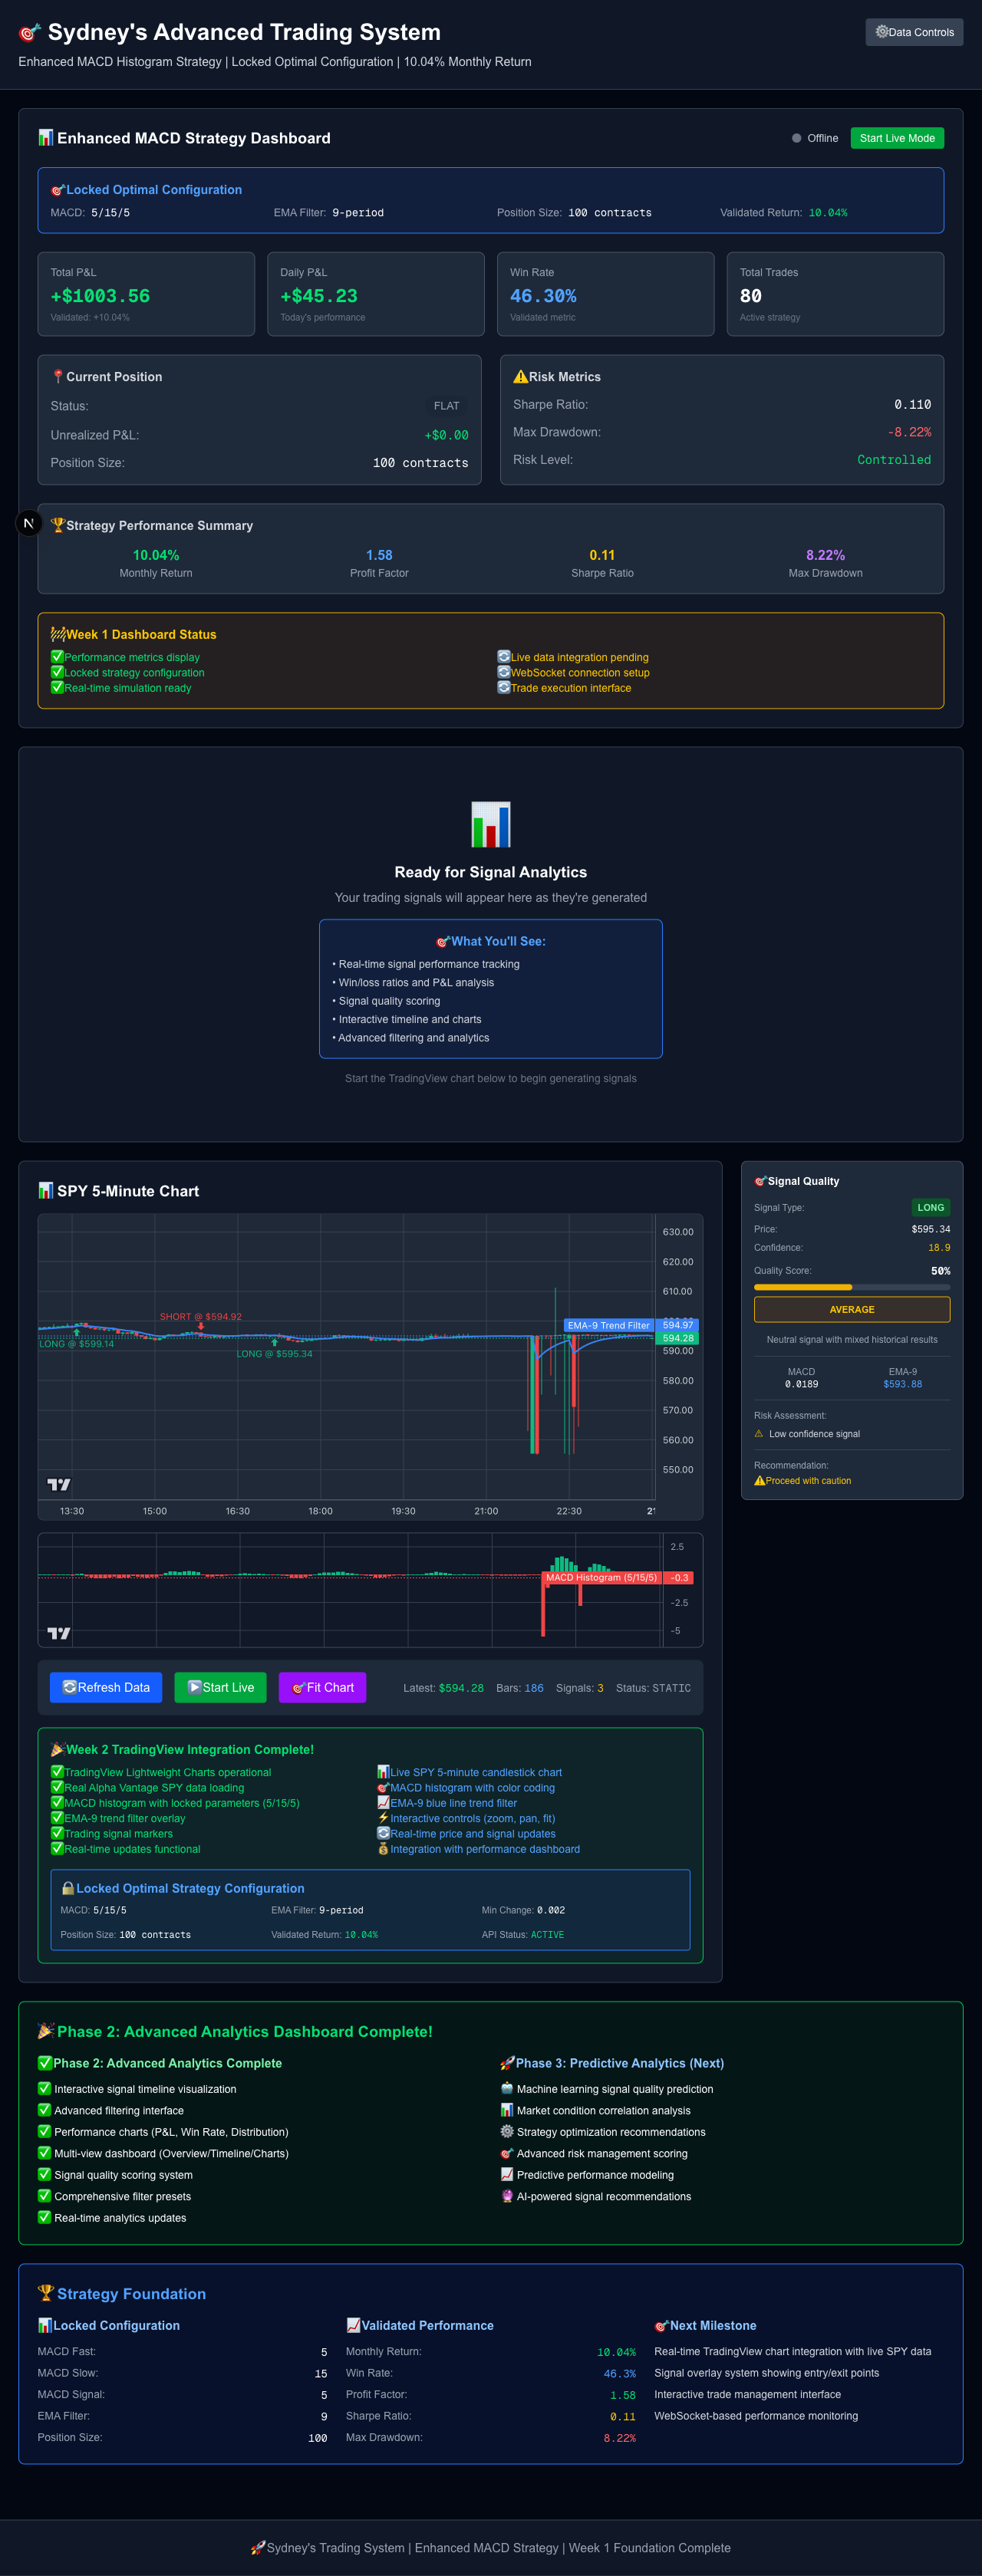 🎯 Sydney's Advanced Trading System
Enhanced MACD Histogram Strategy | Locked Optimal Configuration | 10.04% Monthly Return
⚙️Data Controls
📊Enhanced MACD Strategy Dashboard
Offline
Start Live Mode
🎯Locked Optimal Configuration
MACD: 5/15/5
EMA Filter: 9-period
Position Size: 100 contracts
Validated Return: 10.04%
Total P&L
+$1003.56
Validated: +10.04%
Daily P&L
+$45.23
Today's performance
Win Rate
46.30%
Validated metric
Total Trades
80
Active strategy
📍Current Position
Status: FLAT
Unrealized P&L: +$0.00
Position Size: 100 contracts
⚠️Risk Metrics
Sharpe Ratio: 0.110
Max Drawdown: -8.22%
Risk Level: Controlled
N
🏆Strategy Performance Summary
10.04%
Monthly Return
1.58
Profit Factor
0.11
Sharpe Ratio
8.22%
Max Drawdown
🚧Week 1 Dashboard Status
✅Performance metrics display
✅Locked strategy configuration
✅Real-time simulation ready
🔄Live data integration pending
🔄WebSocket connection setup
🔄Trade execution interface
Ready for Signal Analytics
Your trading signals will appear here as they're generated
🎯What You'll See:
• Real-time signal performance tracking
• Win/loss ratios and P&L analysis
• Signal quality scoring
• Interactive timeline and charts
• Advanced filtering and analytics
Start the TradingView chart below to begin generating signals
📊SPY 5-Minute Chart
630.00
620.00
610.00
SHORT @ $594.92
EMA-9 Trend Filter 594.97
594.28
LONG @ $599.14
LONG @ $595.34
590.00
580.00
570.00
560.00
550.00
13:30 15:00 16:30 18:00 19:30 21:00 22:30 21
2.5
MACD Histogram (5/15/5) -0.3
-2.5
-5
🔄Refresh Data
▶️Start Live
🎯Fit Chart
Latest: $594.28 Bars: 186 Signals: 3 Status: STATIC
🎉Week 2 TradingView Integration Complete!
✅TradingView Lightweight Charts operational
✅Real Alpha Vantage SPY data loading
✅MACD histogram with locked parameters (5/15/5)
✅EMA-9 trend filter overlay
✅Trading signal markers
✅Real-time updates functional
📊Live SPY 5-minute candlestick chart
🎯MACD histogram with color coding
📈EMA-9 blue line trend filter
⚡Interactive controls (zoom, pan, fit)
🔄Real-time price and signal updates
💰Integration with performance dashboard
🔒Locked Optimal Strategy Configuration
MACD: 5/15/5
EMA Filter: 9-period
Min Change: 0.002
Position Size: 100 contracts
Validated Return: 10.04%
API Status: ACTIVE
🎯Signal Quality
Signal Type: LONG
Price: $595.34
Confidence: 18.9
Quality Score: 50%
AVERAGE
Neutral signal with mixed historical results
MACD
0.0189
EMA-9
$593.88
Risk Assessment:
⚠ Low confidence signal
Recommendation:
⚠️Proceed with caution
🎉Phase 2: Advanced Analytics Dashboard Complete!
✅Phase 2: Advanced Analytics Complete
✅ Interactive signal timeline visualization
✅ Advanced filtering interface
✅ Performance charts (P&L, Win Rate, Distribution)
✅ Multi-view dashboard (Overview/Timeline/Charts)
✅ Signal quality scoring system
✅ Comprehensive filter presets
✅ Real-time analytics updates
🚀Phase 3: Predictive Analytics (Next)
🤖 Machine learning signal quality prediction
📊 Market condition correlation analysis
⚙️ Strategy optimization recommendations
🎯 Advanced risk management scoring
📈 Predictive performance modeling
🔮 AI-powered signal recommendations
🏆Strategy Foundation
📊Locked Configuration
MACD Fast: 5
MACD Slow: 15
MACD Signal: 5
EMA Filter: 9
Position Size: 100
📈Validated Performance
Monthly Return: 10.04%
Win Rate: 46.3%
Profit Factor: 1.58
Sharpe Ratio: 0.11
Max Drawdown: 8.22%
🎯Next Milestone
Real-time TradingView chart integration with live SPY data
Signal overlay system showing entry/exit points
Interactive trade management interface
WebSocket-based performance monitoring
🚀Sydney's Trading System | Enhanced MACD Strategy | Week 1 Foundation Complete